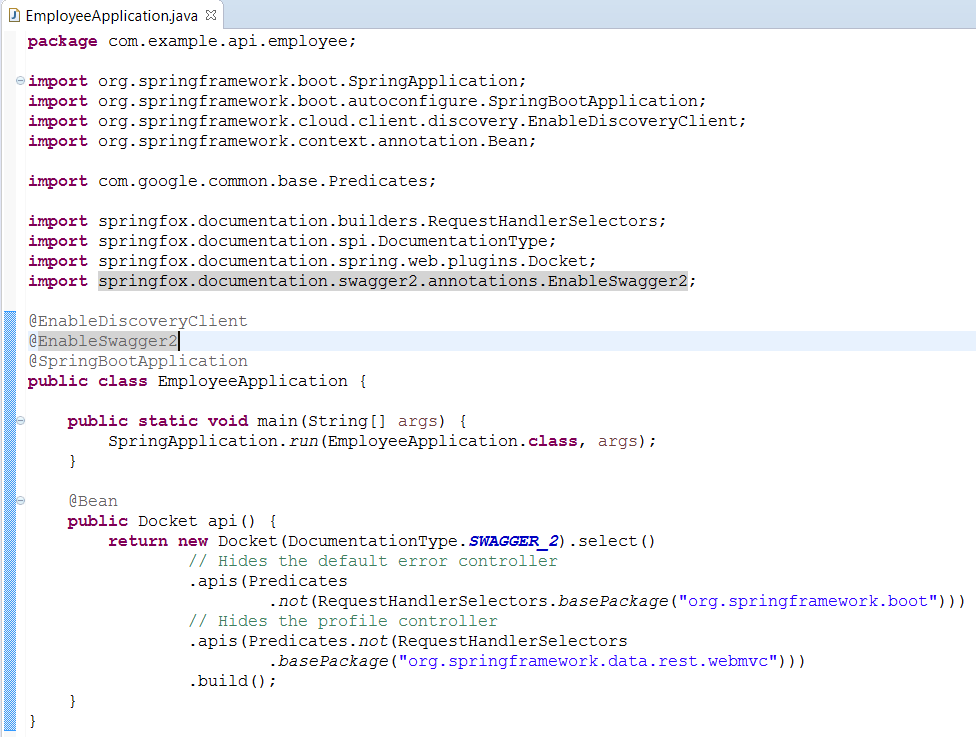 EmployeeApplication.java
package com.example.api.employee;
import org.springframework.boot.SpringApplication;
import org.springframework.boot.autoconfigure.SpringBootApplication;
import org.springframework.cloud.client.discovery.EnableDiscoveryClient;
import org.springframework.context.annotation.Bean;
import com.google.common.base.Predicates;
import springfox.documentation.builders.RequestHandlerSelectors;
import springfox.documentation.spi.DocumentationType;
import springfox.documentation.spring.web.plugins.Docket;
import springfox.documentation.swagger2.annotations.EnableSwagger2;
@EnableDiscoveryClient
@EnableSwagger2
@SpringBootApplication
public class EmployeeApplication {
public static void main(String[] args) {
SpringApplication.run(EmployeeApplication.class, args);
}
@Bean
public Docket api() {
return new Docket(DocumentationType.SWAGGER_2).select()
// Hides the default error controller
.apis(Predicates
.not(RequestHandlerSelectors.basePackage("org.springframework.boot")))
// Hides the profile controller
.apis(Predicates.not(RequestHandlerSelectors
.basePackage("org.springframework.data.rest.webmvc")))
.build();
}
}